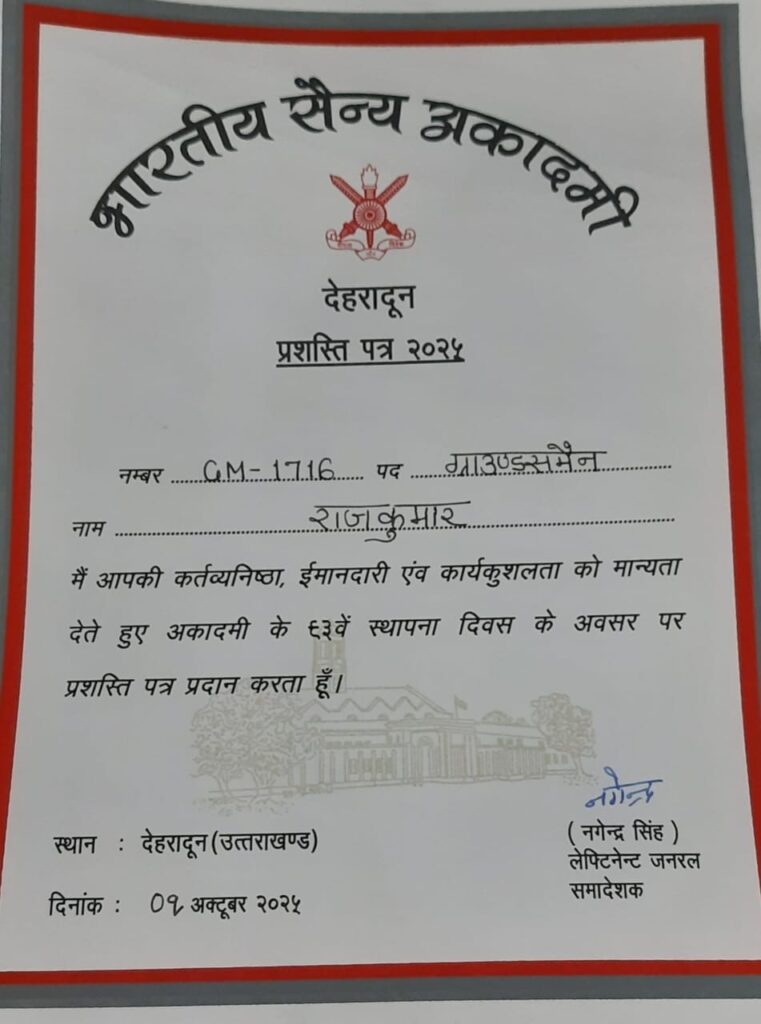 भारतीय सैन्य अकादमी
देहरादून
प्रशस्ति पत्र २०२५
नम्बर GM-1716 पद ग्राउण्डसमैन
नाम राजकुमार
मैं आपकी कर्तव्यनिष्ठा, ईमानदारी एंव कार्यकुशलता को मान्यता
देते हुए अकादमी के ६३वें स्थापना दिवस के अवसर पर
प्रशस्ति पत्र प्रदान करता हूँ।
नगेन्द्र
( नगेन्द्र सिंह )
स्थान : देहरादून (उत्तराखण्ड)
लेफ्टिनेन्ट जनरल
समादेशक
दिनांक : 0१ अक्टूबर २०२५